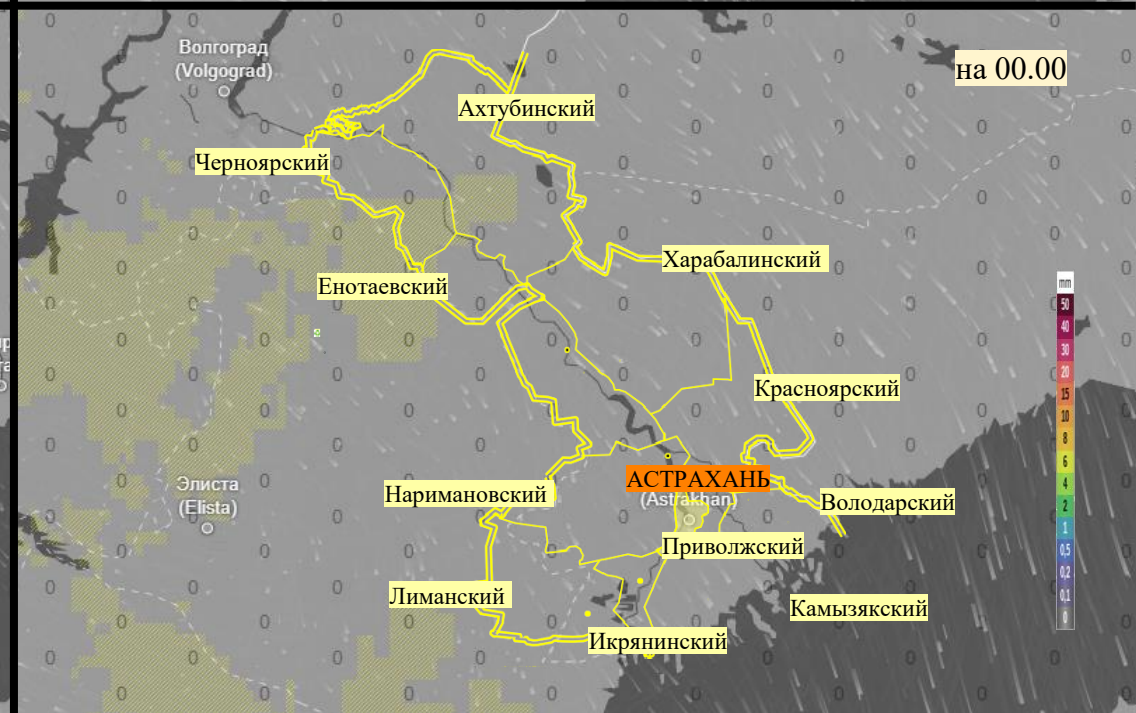 Волгоград
(Volgograd)
на 00.00
Ахтубинский
Черноярский
Харабалинский
Енотаевский
mm
50
40
30
20
15
10
8
6
4
2
1
0,5
0,2
0,1
0
Красноярский
АСТРАХАНЬ
(Astrakhan)
Элиста
(Elista)
Наримановский
Володарский
Приволжский
Лиманский
Камызякский
Икрянинский